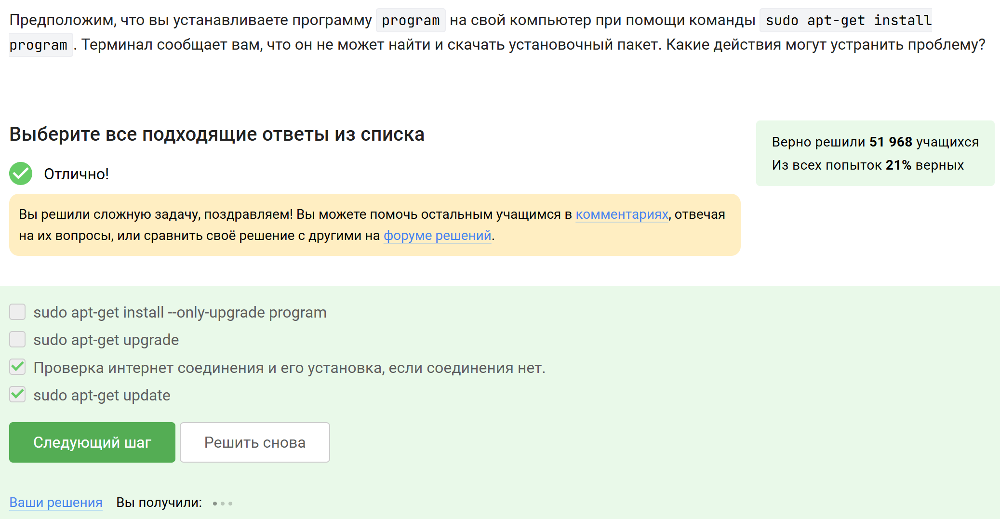 Предположим, что вы устанавливаете программу program на свой компьютер при помощи команды sudo apt-get install
program. Терминал сообщает вам, что он не может найти и скачать установочный пакет. Какие действия могут устранить проблему?
Выберите все подходящие ответы из списка
Верно решили 51 968 учащихся
Из всех попыток 21% верных
Отлично!
Вы решили сложную задачу, поздравляем! Вы можете помочь остальным учащимся в комментариях, отвечая
на их вопросы, или сравнить своё решение с другими на форуме решений.
sudo apt-get install --only-upgrade program
sudo apt-get upgrade
Проверка интернет соединения и его установка, если соединения нет.
sudo apt-get update
Следующий шаг
Решить снова
Ваши решения Вы получили: